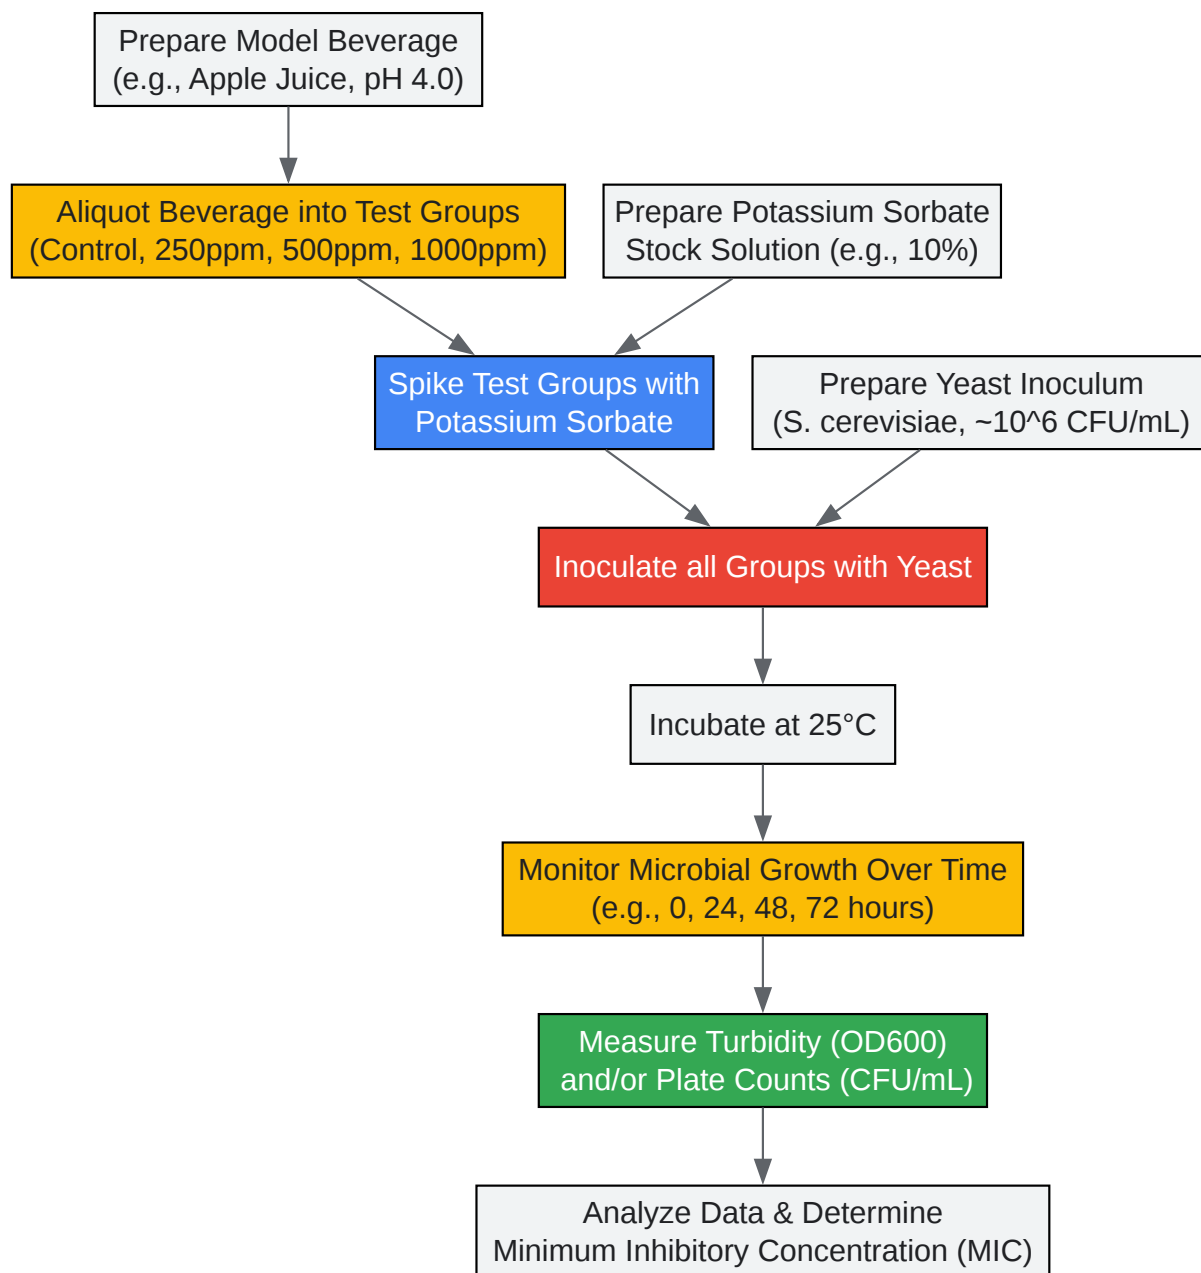 Prepare Model Beverage
(e.g., Apple Juice, pH 4.0)
Aliquot Beverage into Test Groups
(Control, 250ppm, 500ppm, 1000ppm)
Prepare Potassium Sorbate
Stock Solution (e.g., 10%)
Spike Test Groups with
Potassium Sorbate
Prepare Yeast Inoculum
(S. cerevisiae, ~10^6 CFU/mL)
Inoculate all Groups with Yeast
Incubate at 25°C
Monitor Microbial Growth Over Time
(e.g., 0, 24, 48, 72 hours)
Measure Turbidity (OD600)
and/or Plate Counts (CFU/mL)
Analyze Data & Determine
Minimum Inhibitory Concentration (MIC)